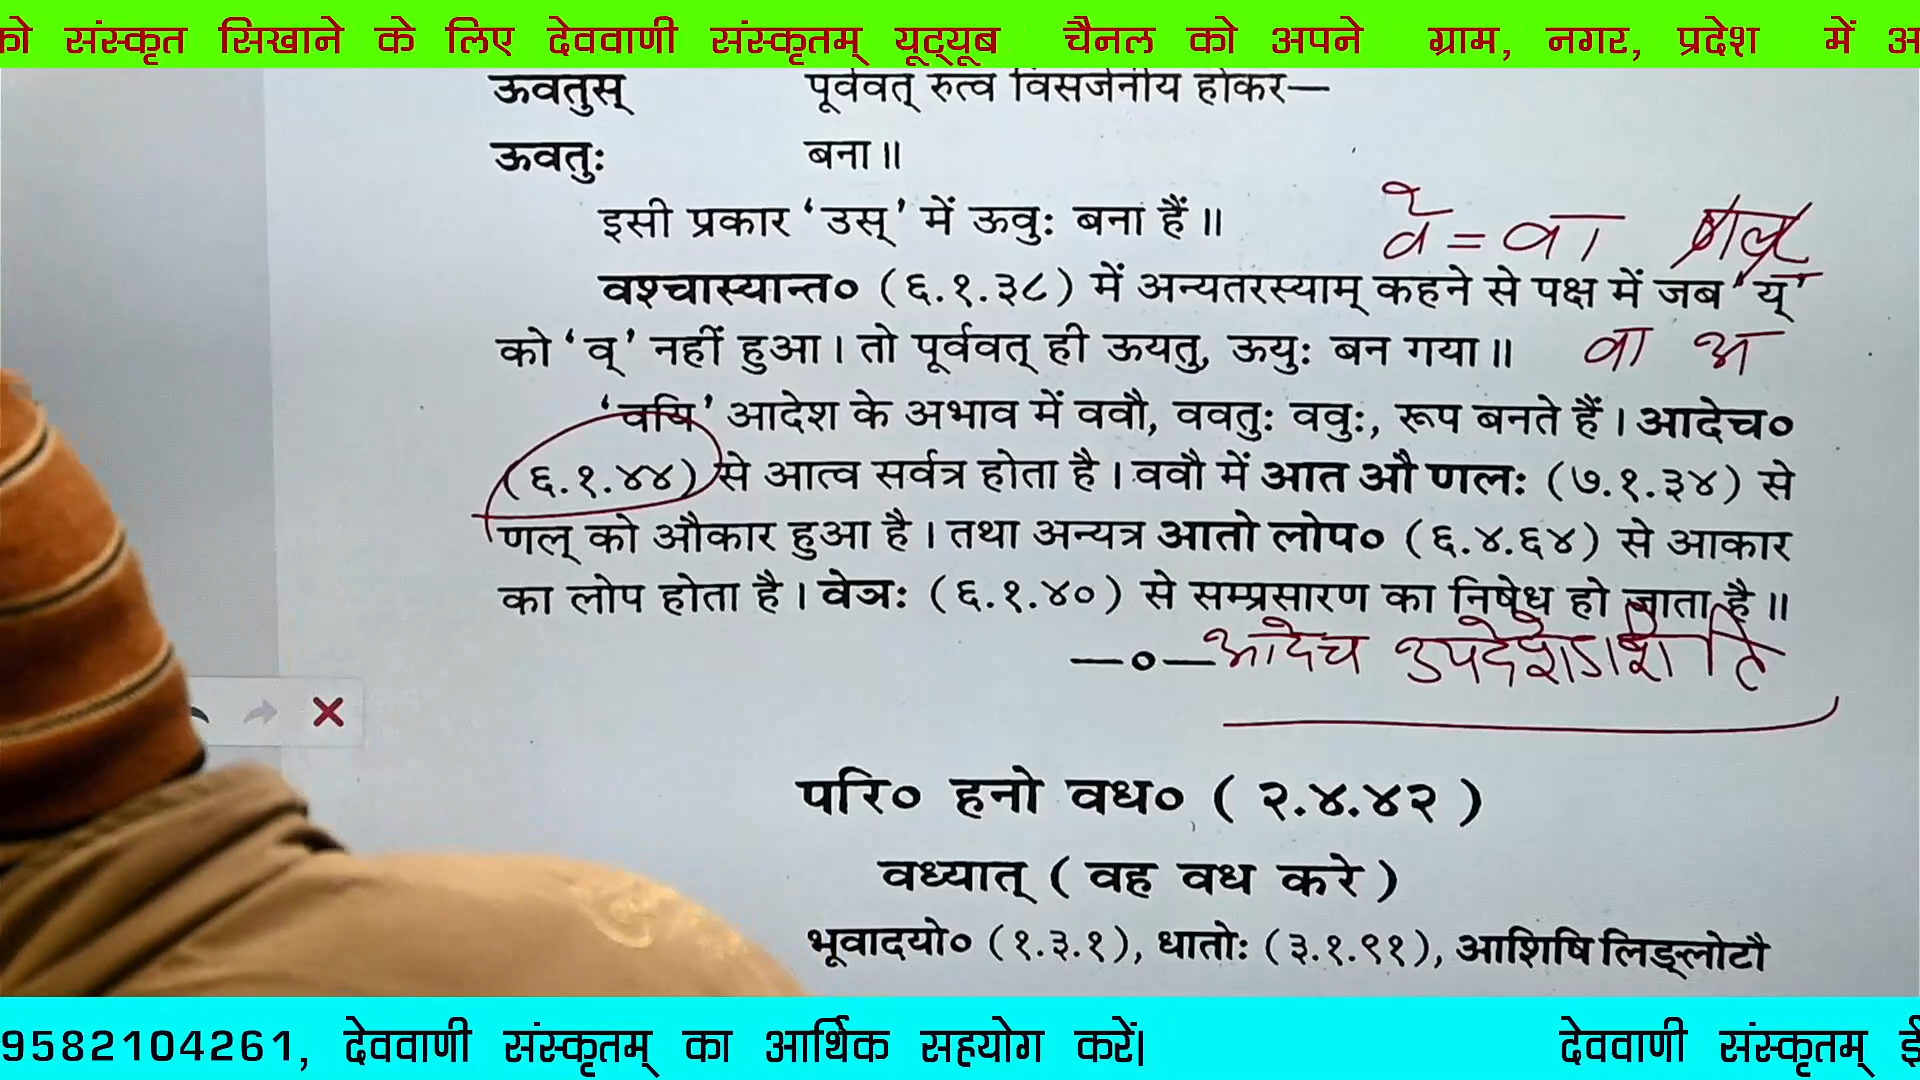 को संस्कृत सिखाने के लिए देववाणी संस्कृतम् यूट्यूब चैनल को अपने ग्राम, नगर, प्रदेश में अ
ऊवतुस् पूर्ववत् रुत्व विसर्जनीय होकर—
ऊवतुः बना॥
इसी प्रकार ‘उस्’ में ऊवुः बना हैं॥
वे = वा
वश्चास्यान्त० (६.१.३८) में अन्यतरस्याम् कहने से पक्ष में जब ‘य्’
को ‘व्’ नहीं हुआ। तो पूर्ववत् ही ऊयतु, ऊयुः बन गया॥
वा अ
‘वयि’ आदेश के अभाव में ववौ, ववतुः ववुः, रूप बनते हैं। आदेच०
(६.१.४४) से आत्व सर्वत्र होता है। ववौ में आत औ णलः (७.१.३४) से
णल् को औकार हुआ है। तथा अन्यत्र आतो लोप० (६.४.६४) से आकार
का लोप होता है। वेञः (६.१.४०) से सम्प्रसारण का निषेध हो जाता है॥
—०—
आदेच उपदेशेऽशिति
परि० हनो वध० (२.४.४२)
वध्यात् (वह वध करे)
भूवादयो० (१.३.१), धातोः (३.१.९१), आशिषि लिङ्लोटौ
9582104261, देववाणी संस्कृतम् का आर्थिक सहयोग करें। देववाणी संस्कृतम् ई